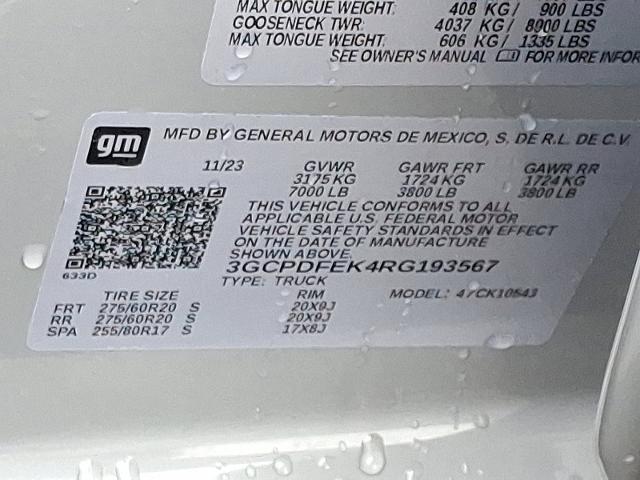 MAX TONGUE WEIGHT: 408 KG/ 900 LBS
GOOSENECK TWR: 4037 KG/ 8900 LBS
MAX TONGUE WEIGHT: 606 KG/ 1335 LBS
SEE OWNER'S MANUAL FOR MORE INFOR
gm
MFD BY GENERAL MOTORS DE MEXICO, S. DE R.L. DE C.V.
11/23 GVWR GAWR FRT GAWR RR
3175 KG 1724 KG 1724 KG
7000 LB 3800 LB 3800 LB
THIS VEHICLE CONFORMS TO ALL
APPLICABLE U.S. FEDERAL MOTOR
VEHICLE SAFETY STANDARDS IN EFFECT
ON THE DATE OF MANUFACTURE
SHOWN ABOVE.
3GCPDFEK4RG193567
633D
TYPE: TRUCK
TIRE SIZE RIM MODEL: 47CK10543
FRT 275/60R20 S 20X9J
RR 275/60R20 S 20X9J
SPA 255/80R17 S 17X8J